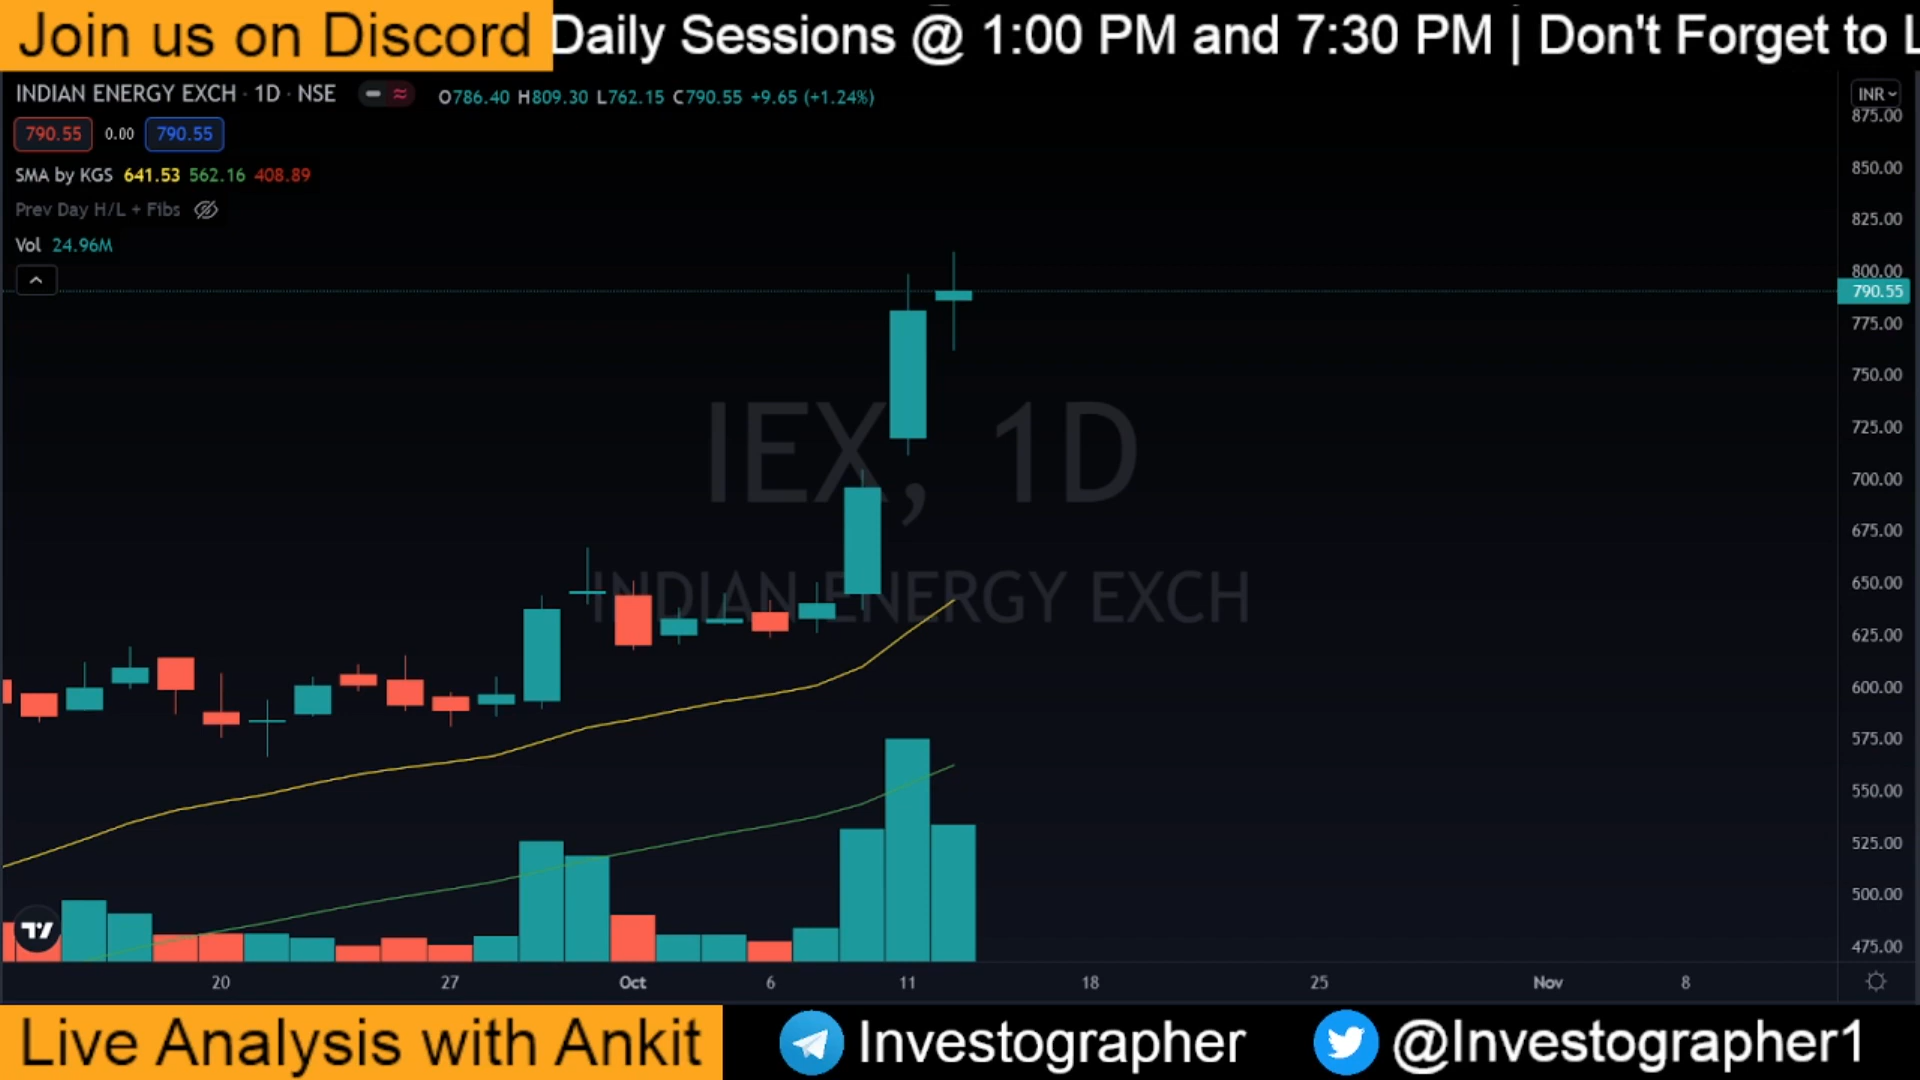 Join us on Discord Daily Sessions @ 1:00 PM and 7:30 PM | Don't Forget to L
INDIAN ENERGY EXCH · 1D · NSE O786.40 H809.30 L762.15 C790.55 +9.65 (+1.24%)
INR
790.55 0.00 790.55
SMA by KGS 641.53 562.16 408.89
Prev Day H/L + Fibs
Vol 24.96M
875.00
850.00
825.00
800.00
790.55
775.00
750.00
725.00
700.00
675.00
650.00
625.00
600.00
575.00
550.00
525.00
500.00
475.00
IEX, 1D
INDIAN ENERGY EXCH
20 27 Oct 6 11 18 25 Nov 8
Live Analysis with Ankit Investographer @Investographer1